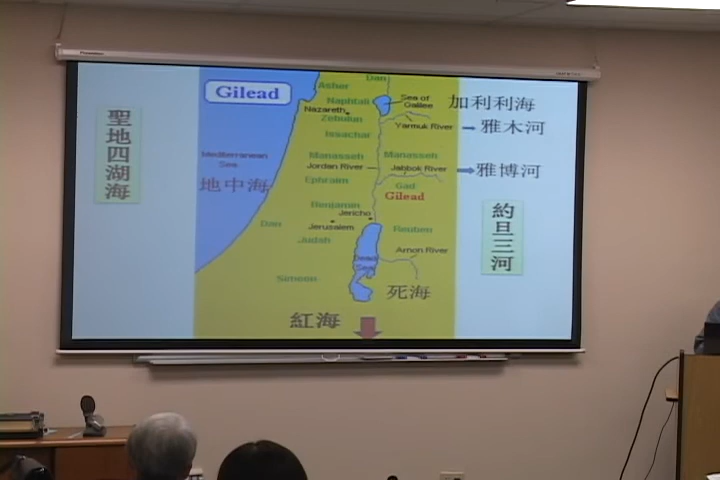 Gilead
聖地四湖海
Mediterranean
Sea
地中海
Dan
Asher
Naphtali
Sea of
Galilee
加利利海
Nazareth
Zebulun
Yarmuk River
雅木河
Issachar
Manasseh
Manasseh
Jordan River
Jabbok River
雅博河
Ephraim
Gad
Gilead
Benjamin
Jericho
約旦三河
Dan
Jerusalem
Reuben
Judah
Arnon River
Dead
Sea
Simeon
死海
紅海